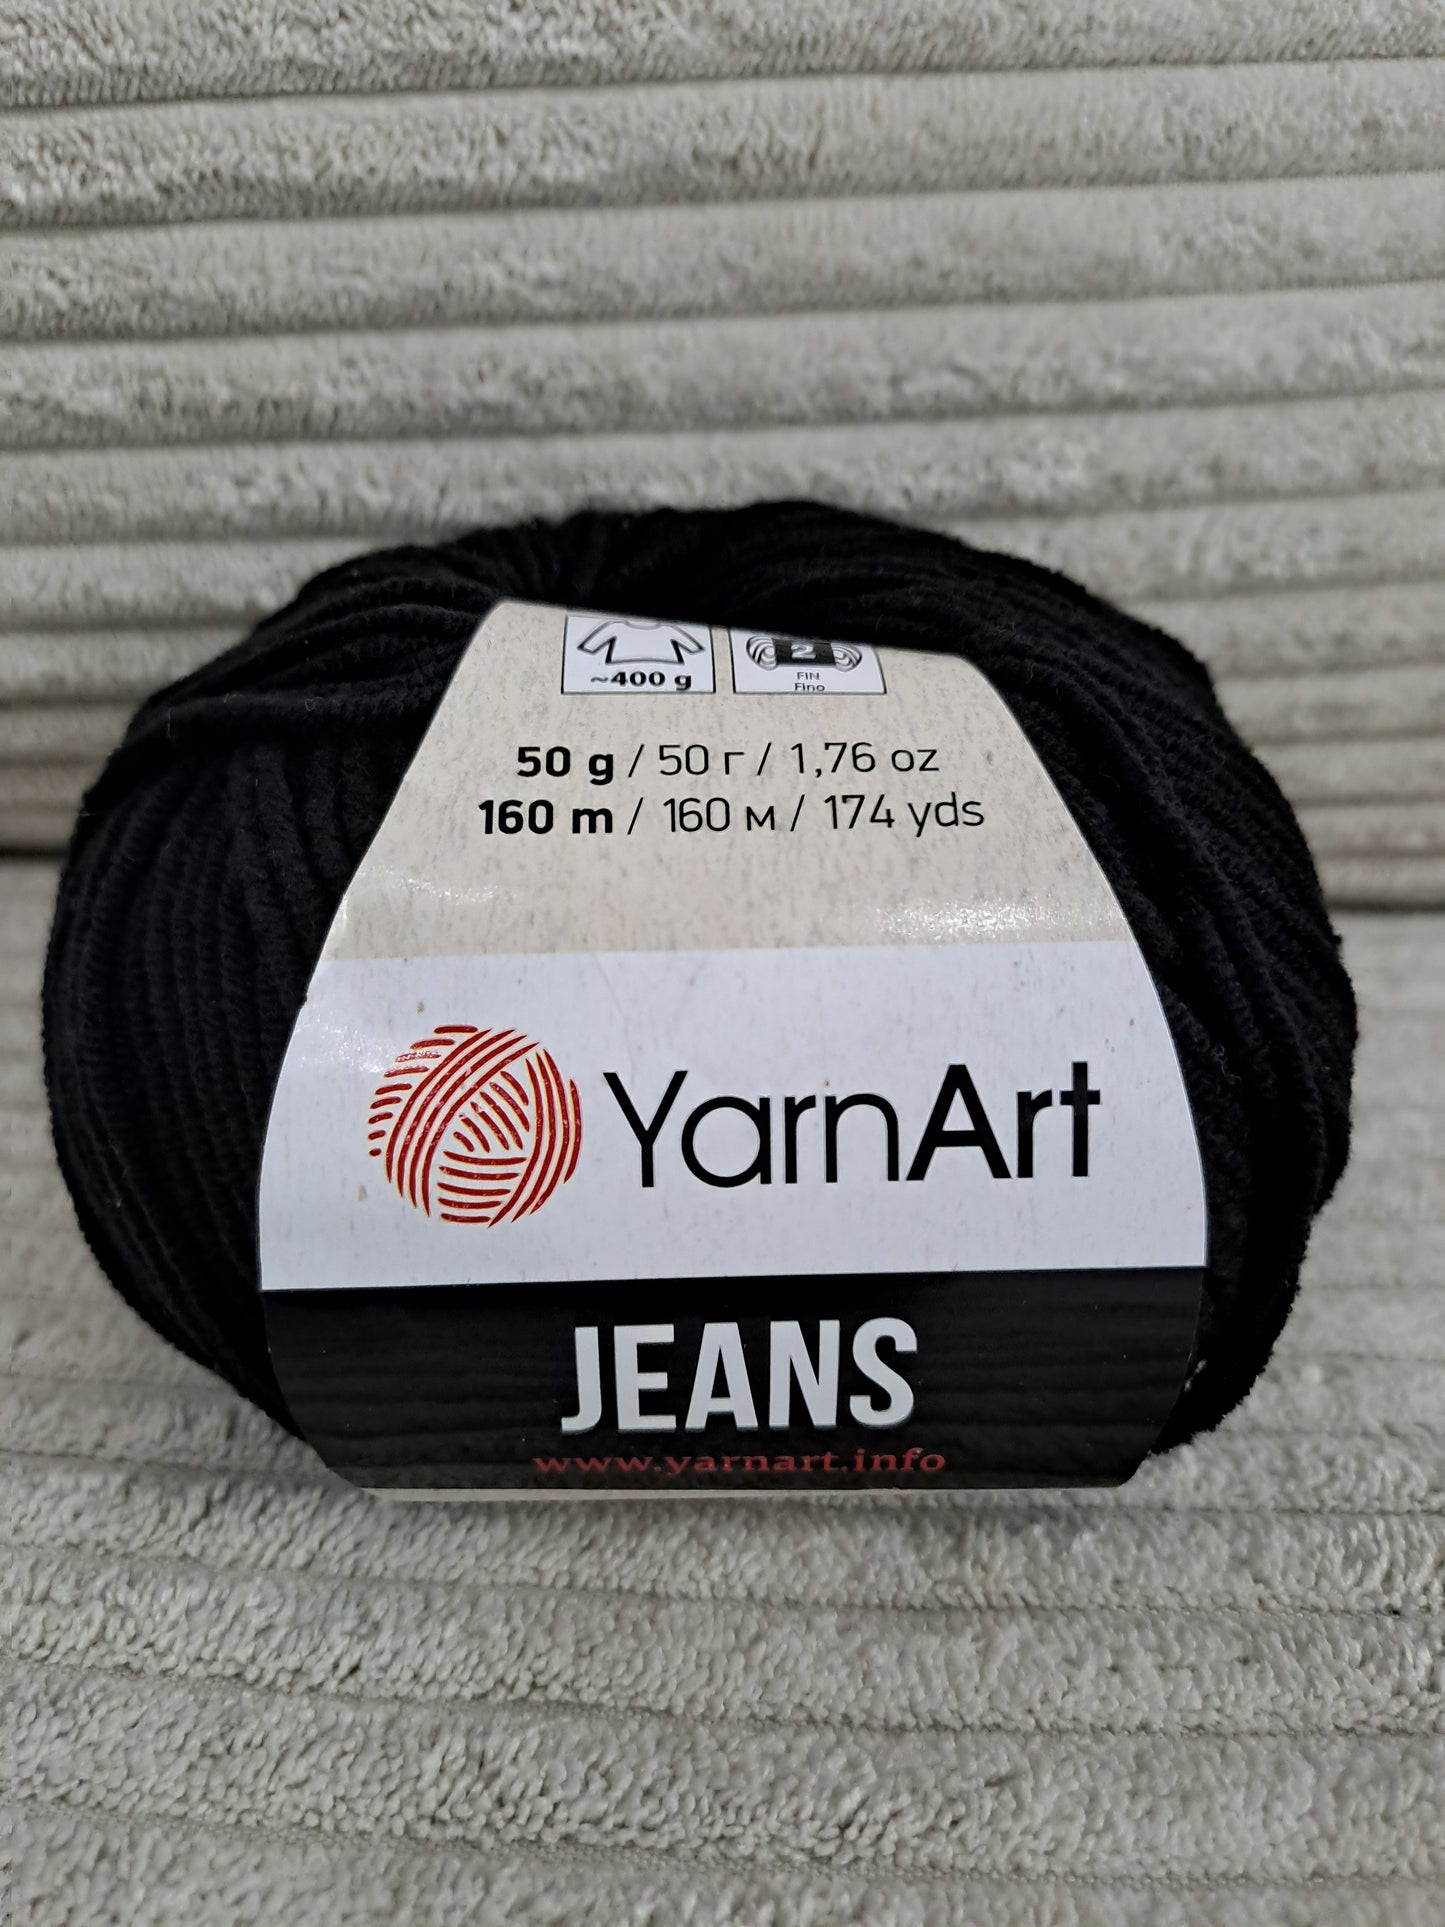 ~400 g
2
FIN
Fino
50 g / 50 г / 1,76 oz
160 m / 160 м / 174 yds
YarnArt
JEANS
www.yarnart.info